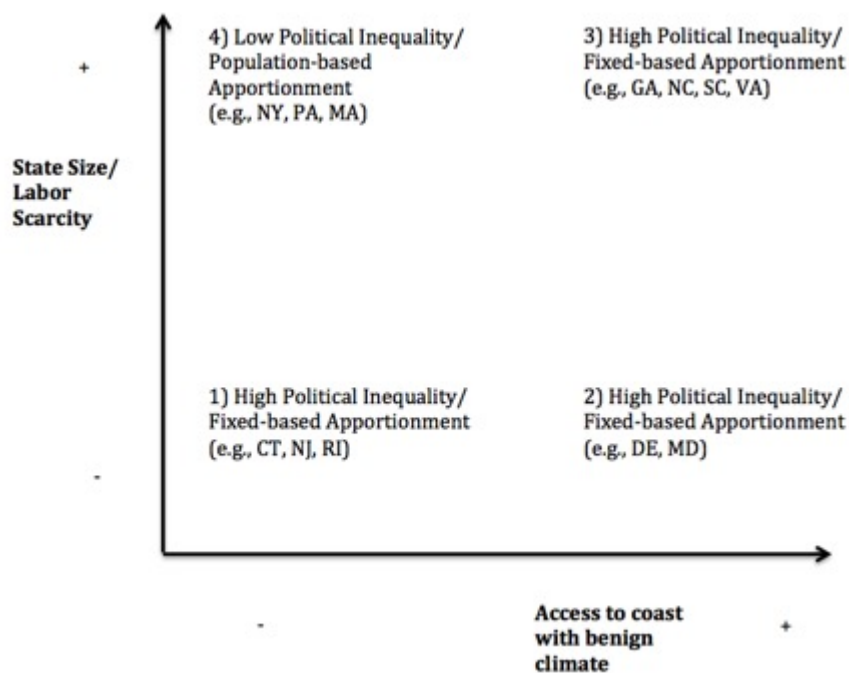 4) Low Political Inequality/
Population-based
Apportionment
(e.g., NY, PA, MA)
3) High Political Inequality/
Fixed-based Apportionment
(e.g., GA, NC, SC, VA)
+
State Size/
Labor
Scarcity
1) High Political Inequality/
Fixed-based Apportionment
(e.g., CT, NJ, RI)
2) High Political Inequality/
Fixed-based Apportionment
(e.g., DE, MD)
-
-
Access to coast
with benign
climate
+